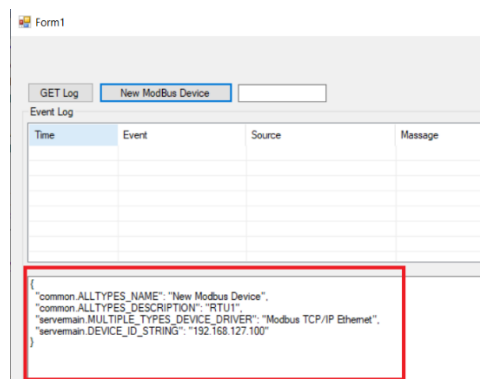 Form1
GET Log New ModBus Device
Event Log
Time Event Source Massage
{
"common.ALLTYPES_NAME": "New Modbus Device",
"common.ALLTYPES_DESCRIPTION": "RTU1",
"servermain.MULTIPLE_TYPES_DEVICE_DRIVER": "Modbus TCP/IP Ethernet",
"servermain.DEVICE_ID_STRING": "192.168.127.100"
}